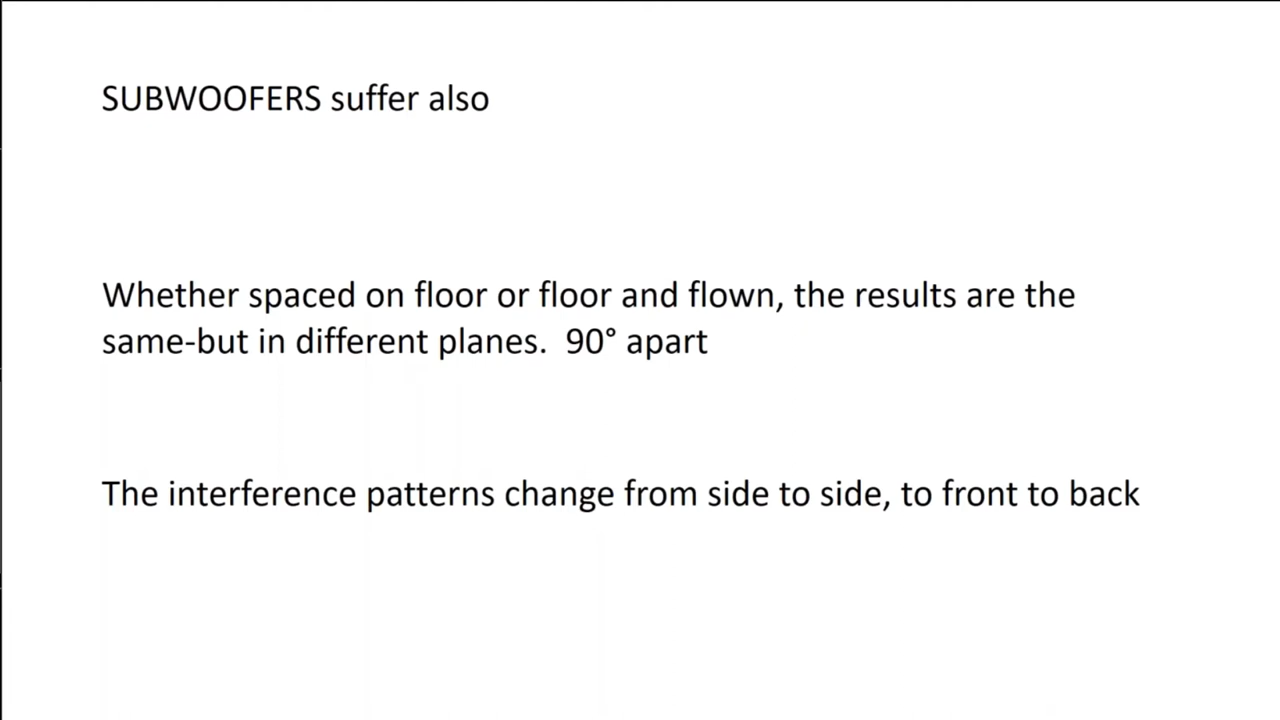 SUBWOOFERS suffer also
Whether spaced on floor or floor and flown, the results are the
same-but in different planes.  90° apart
The interference patterns change from side to side, to front to back